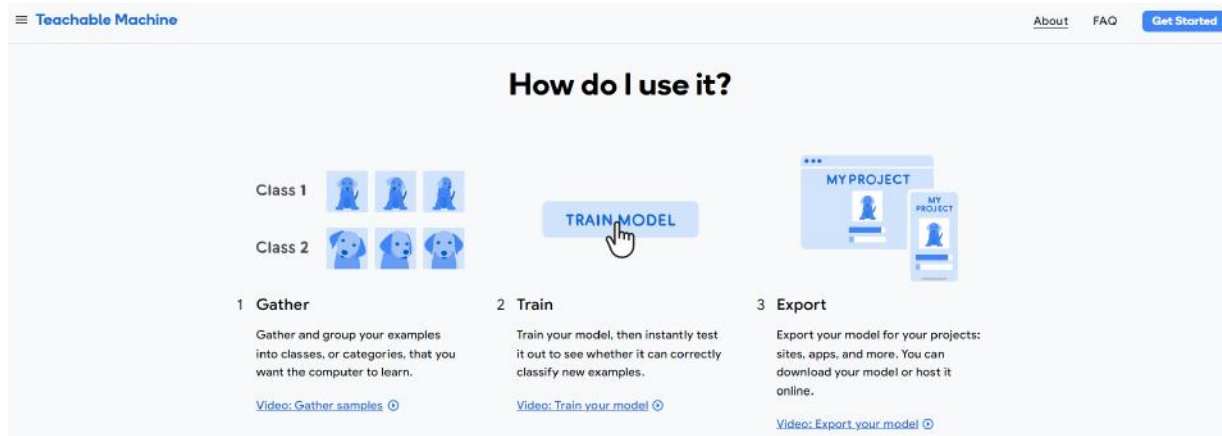 Teachable Machine
About FAQ Get Started
How do I use it?
Class 1
Class 2
TRAIN MODEL
MY PROJECT
MY
PROJECT
1 Gather
Gather and group your examples
into classes, or categories, that you
want the computer to learn.
Video: Gather samples
2 Train
Train your model, then instantly test
it out to see whether it can correctly
classify new examples.
Video: Train your model
3 Export
Export your model for your projects:
sites, apps, and more. You can
download your model or host it
online.
Video: Export your model